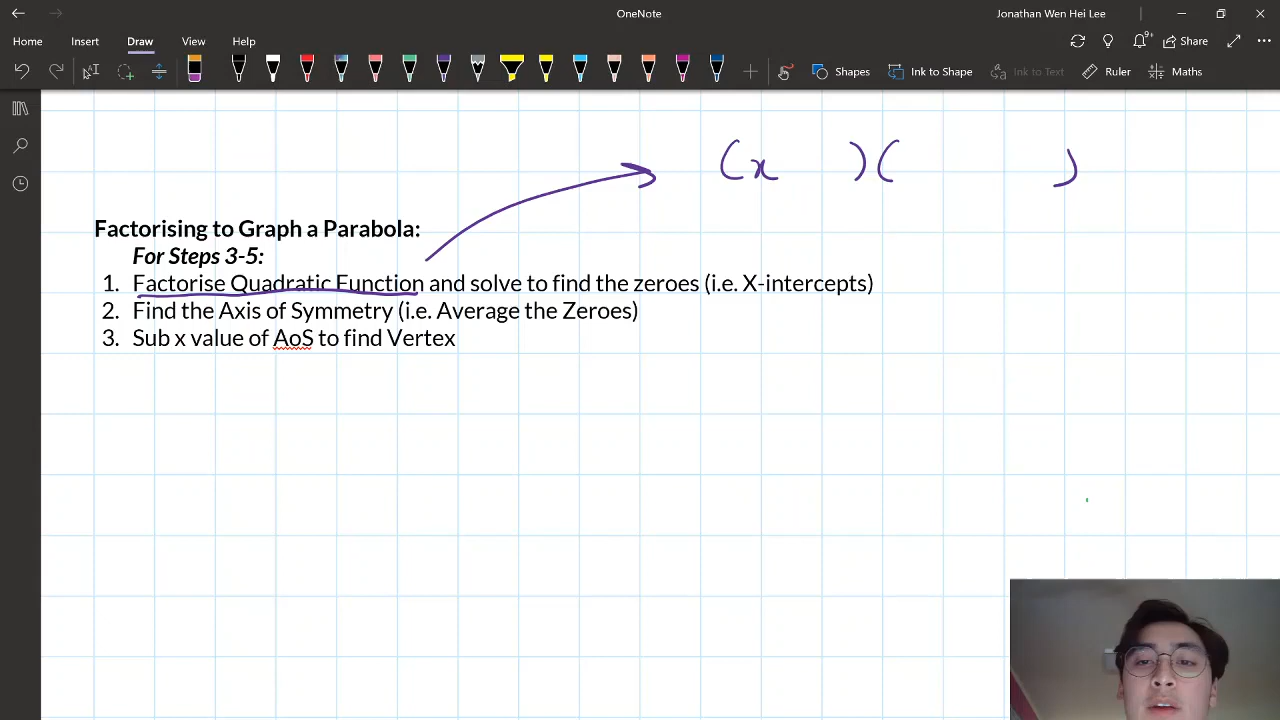 OneNote
Jonathan Wen Hei Lee
Home Insert Draw View Help
9+
Share
Shapes Ink to Shape Ink to Text Ruler Maths
(x )( )
Factorising to Graph a Parabola:
For Steps 3-5:
1. Factorise Quadratic Function and solve to find the zeroes (i.e. X-intercepts)
2. Find the Axis of Symmetry (i.e. Average the Zeroes)
3. Sub x value of AoS to find Vertex